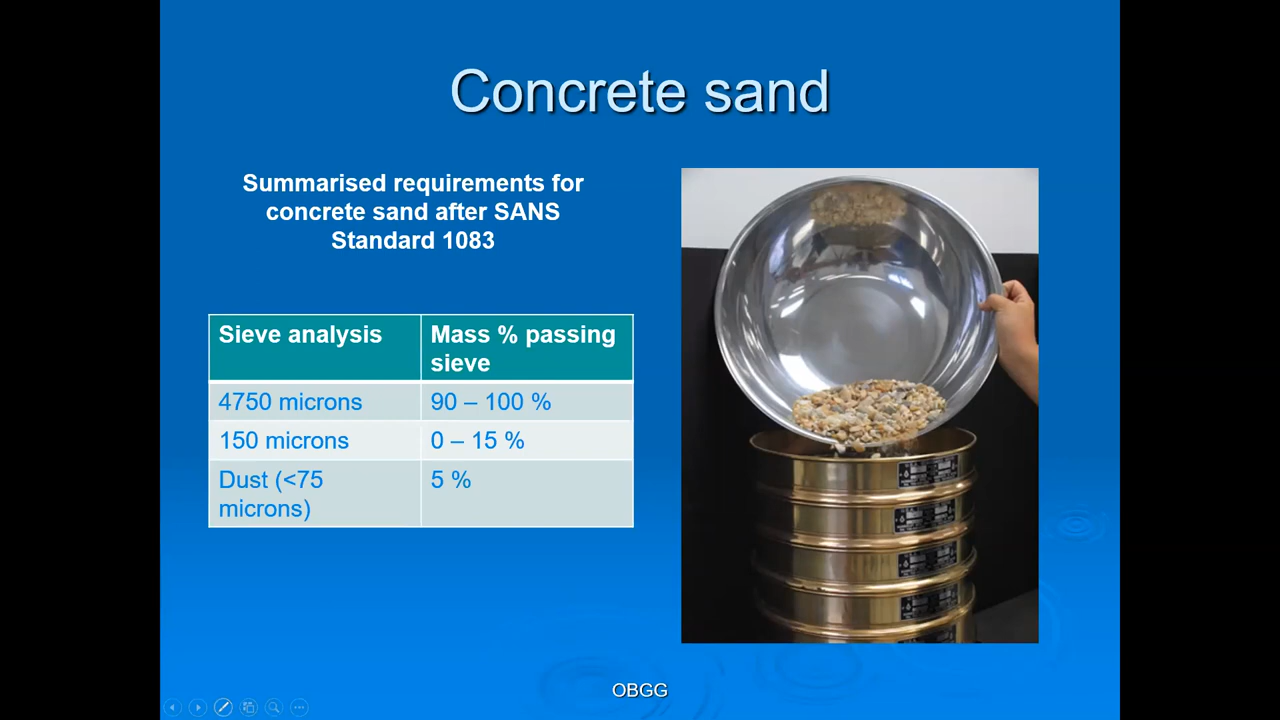 Concrete sand
Summarised requirements for
concrete sand after SANS
Standard 1083
Sieve analysis
Mass % passing
sieve
4750 microns
90 – 100 %
150 microns
0 – 15 %
Dust (<75
microns)
5 %
OBGG